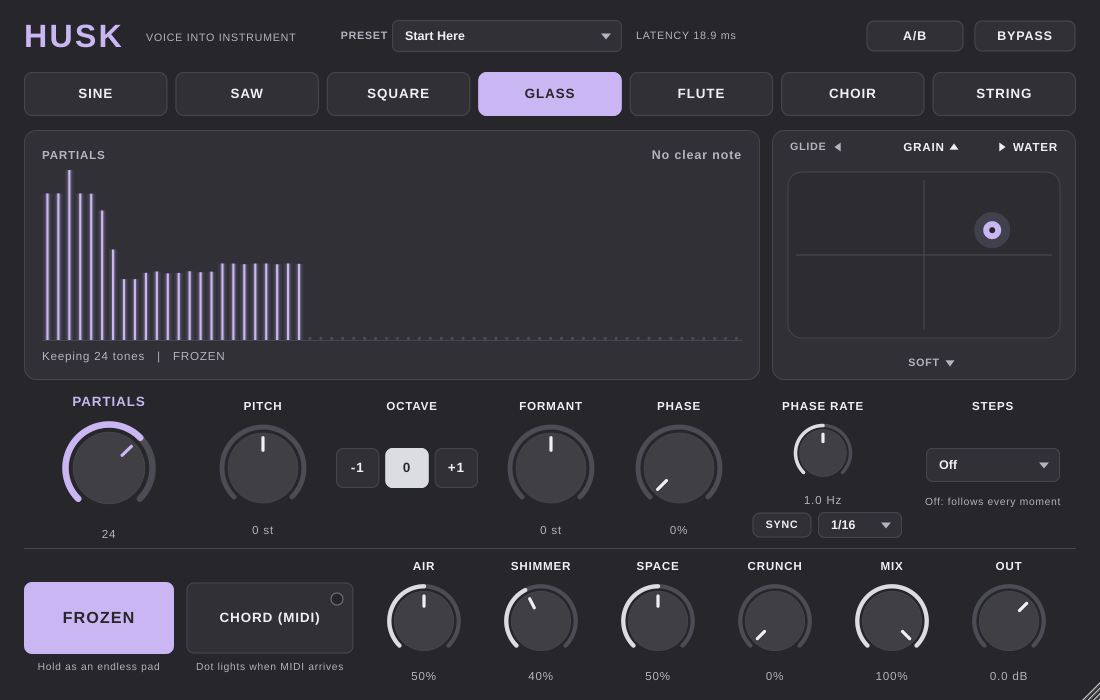 HUSK VOICE INTO INSTRUMENT PRESET Start Here LATENCY 18.9 ms A/B BYPASS
SINE SAW SQUARE GLASS FLUTE CHOIR STRING
PARTIALS No clear note
Keeping 24 tones | FROZEN
GLIDE GRAIN WATER
SOFT
PARTIALS PITCH OCTAVE FORMANT PHASE PHASE RATE STEPS
-1 0 +1 Off
24 0 st 0 st 0% 1.0 Hz Off: follows every moment
SYNC 1/16
AIR SHIMMER SPACE CRUNCH MIX OUT
FROZEN CHORD (MIDI)
Hold as an endless pad Dot lights when MIDI arrives
50% 40% 50% 0% 100% 0.0 dB